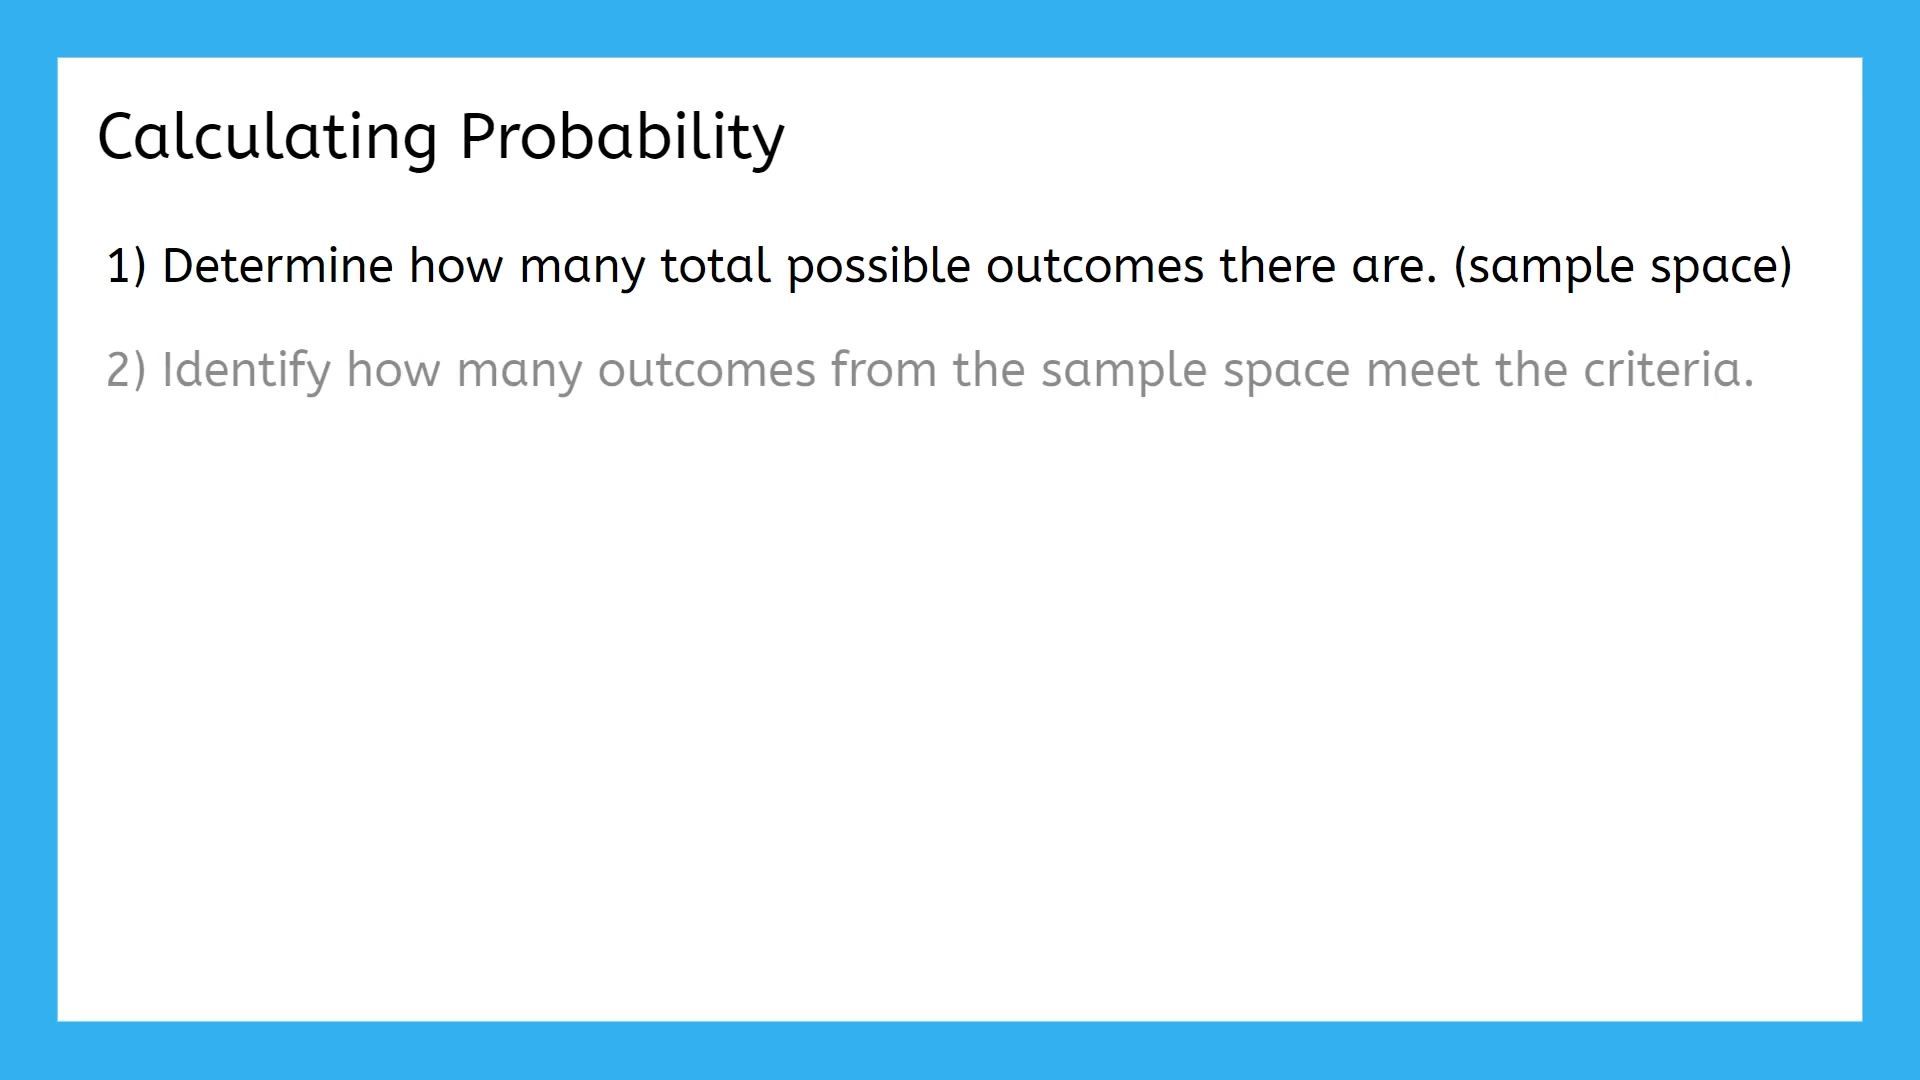 Calculating Probability
1) Determine how many total possible outcomes there are. (sample space)
2) Identify how many outcomes from the sample space meet the criteria.